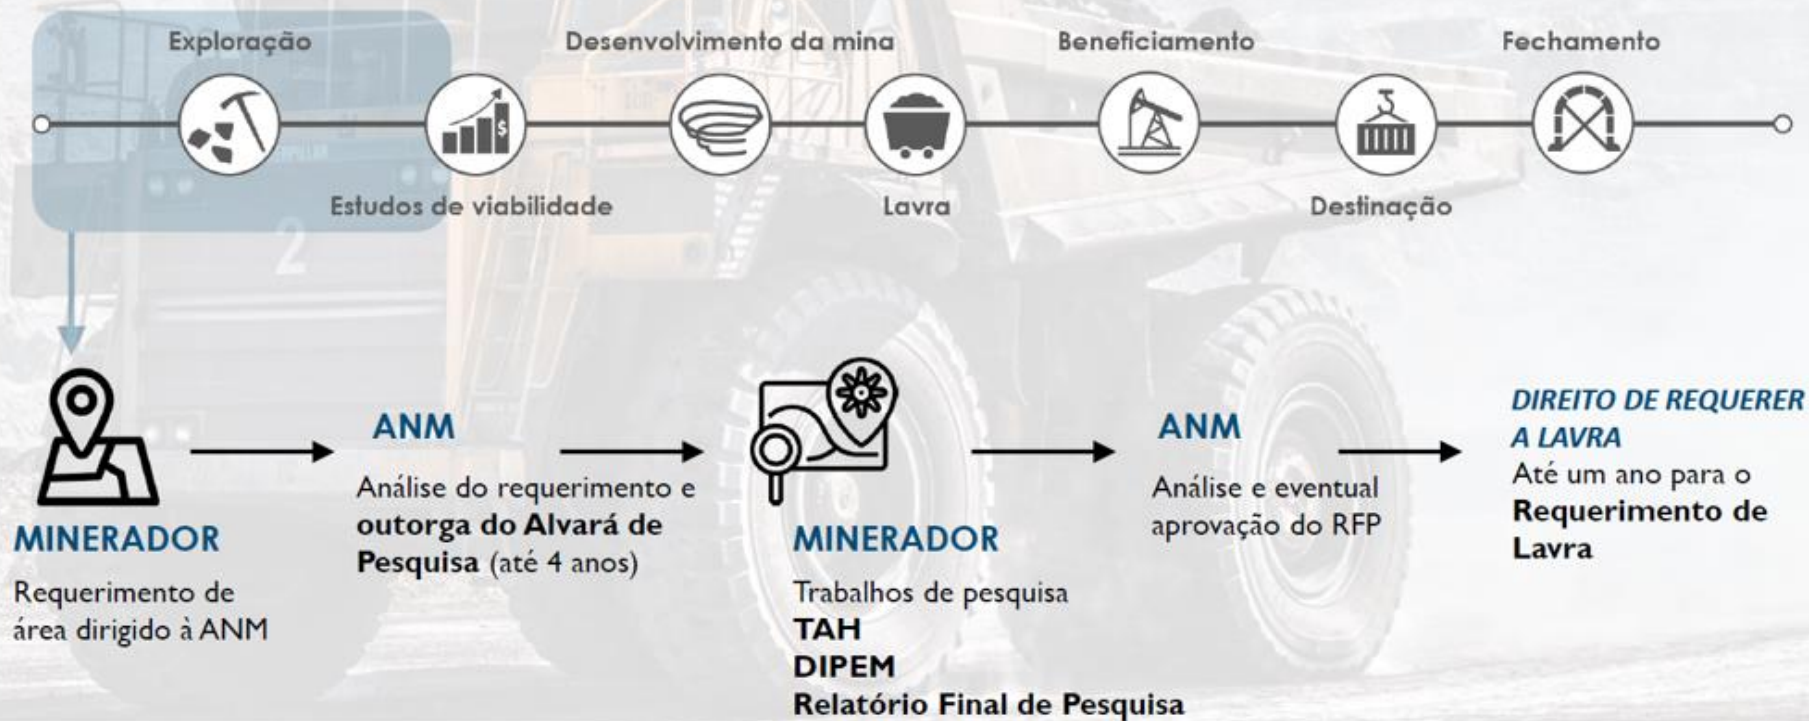 Exploração
Desenvolvimento da mina
Beneficiamento
Fechamento
$
Estudos de viabilidade
Lavra
Destinação
2
MINERADOR
Requerimento de
área dirigido à ANM
ANM
Análise do requerimento e
outorga do Alvará de
Pesquisa (até 4 anos)
MINERADOR
Trabalhos de pesquisa
TAH
DIPEM
Relatório Final de Pesquisa
ANM
Análise e eventual
aprovação do RFP
DIREITO DE REQUERER
A LAVRA
Até um ano para o
Requerimento de
Lavra